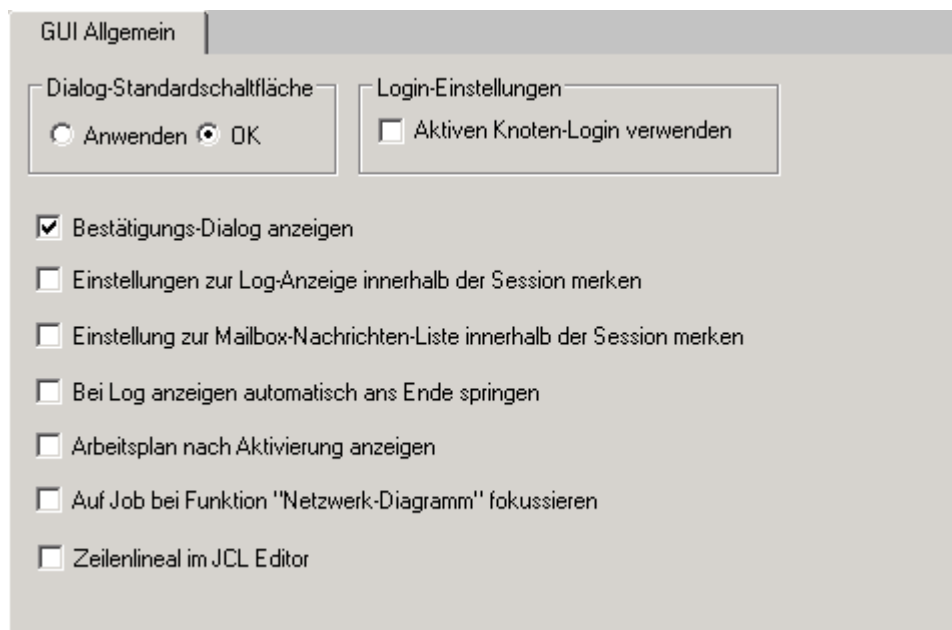 GUI Allgemein
Dialog-Standardschaltfläche
Anwenden OK
Login-Einstellungen
Aktiven Knoten-Login verwenden
Bestätigungs-Dialog anzeigen
Einstellungen zur Log-Anzeige innerhalb der Session merken
Einstellung zur Mailbox-Nachrichten-Liste innerhalb der Session merken
Bei Log anzeigen automatisch ans Ende springen
Arbeitsplan nach Aktivierung anzeigen
Auf Job bei Funktion "Netzwerk-Diagramm" fokussieren
Zeilenlineal im JCL Editor